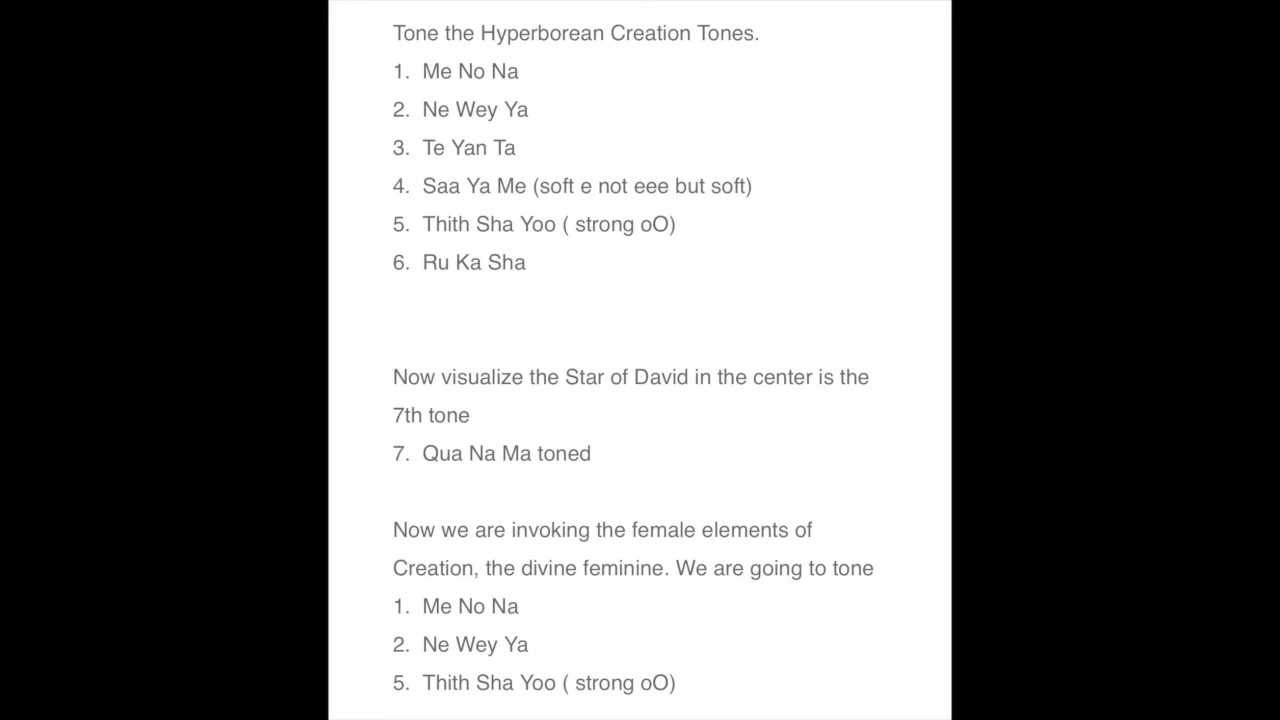 Tone the Hyperborean Creation Tones.
1. Me No Na
2. Ne Wey Ya
3. Te Yan Ta
4. Saa Ya Me (soft e not eee but soft)
5. Thith Sha Yoo ( strong oO)
6. Ru Ka Sha
Now visualize the Star of David in the center is the
7th tone
7. Qua Na Ma toned
Now we are invoking the female elements of
Creation, the divine feminine. We are going to tone
1. Me No Na
2. Ne Wey Ya
5. Thith Sha Yoo ( strong oO)